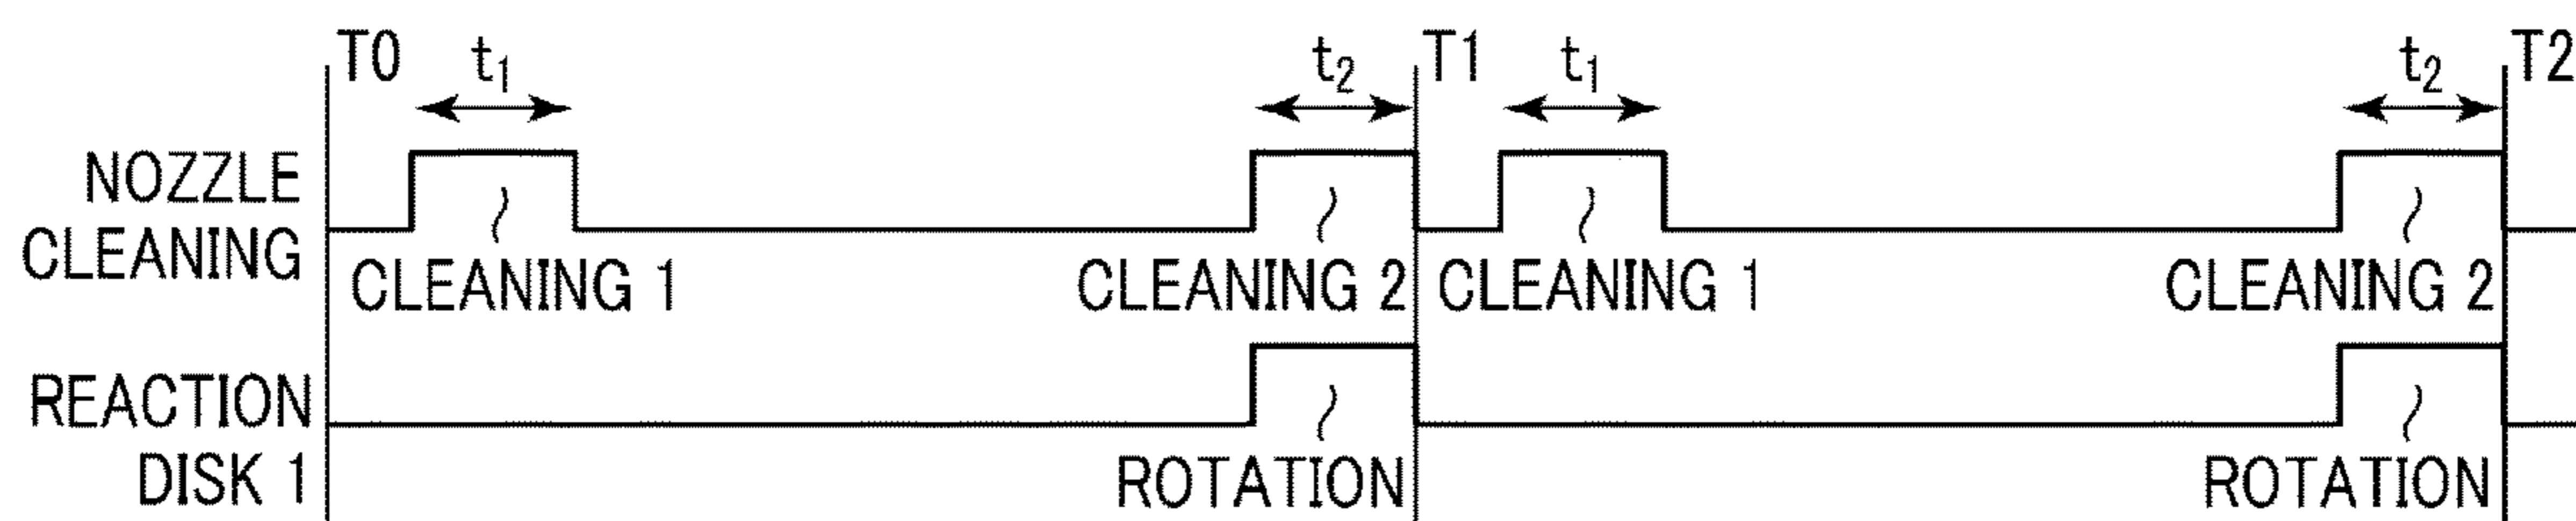 T0 t1 t2 T1 t1 t2 T2
NOZZLE
CLEANING
CLEANING 1 CLEANING 2 CLEANING 1 CLEANING 2
REACTION
DISK 1
ROTATION ROTATION